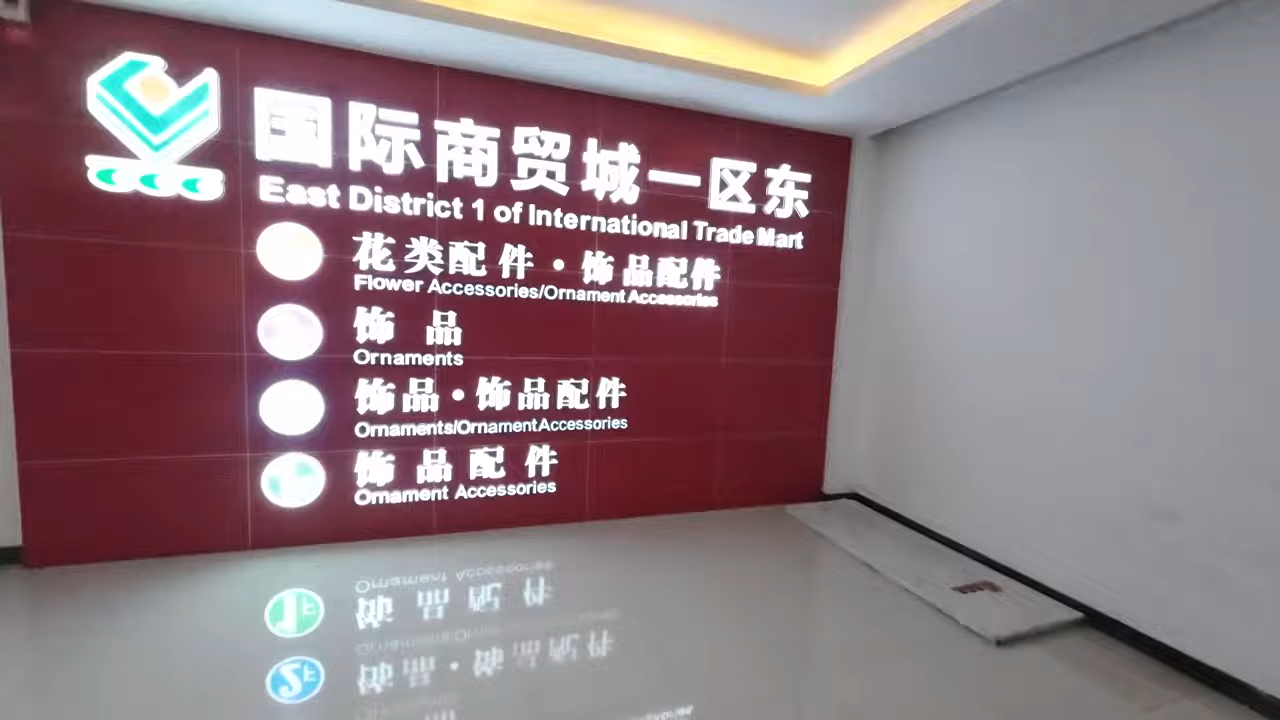 国际商贸城一区东
East District 1 of International Trade Mart
花类配件·饰品配件
Flower Accessories/Ornament Accessories
饰品
Ornaments
饰品·饰品配件
Ornaments/Ornament Accessories
饰品配件
Ornament Accessories